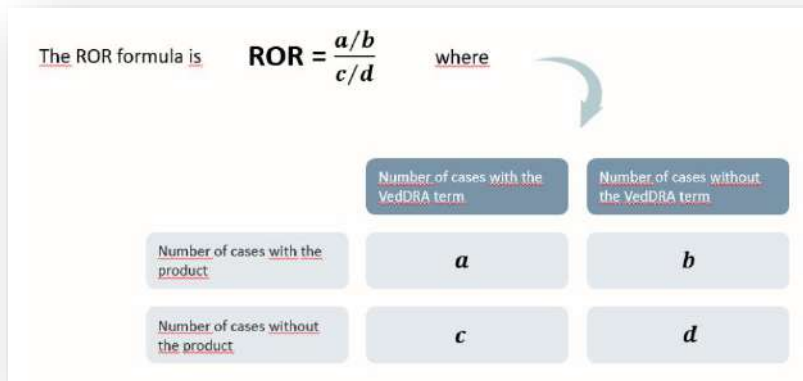 The ROR formula is ROR = a/b / c/d where
Number of cases with the Number of cases without
VedDRA term the VedDRA term
Number of cases with the
product
a b
Number of cases without
the product
c d